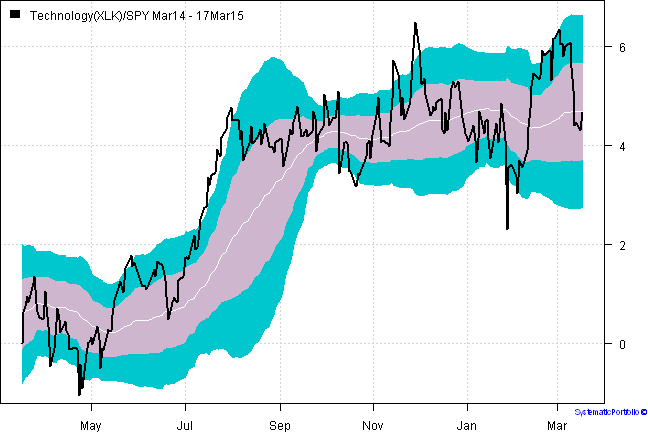 Technology(XLK)/SPY Mar14 - 17Mar15
6
4
2
0
May Jul Sep Nov Jan Mar
SystematicPortfolio ©